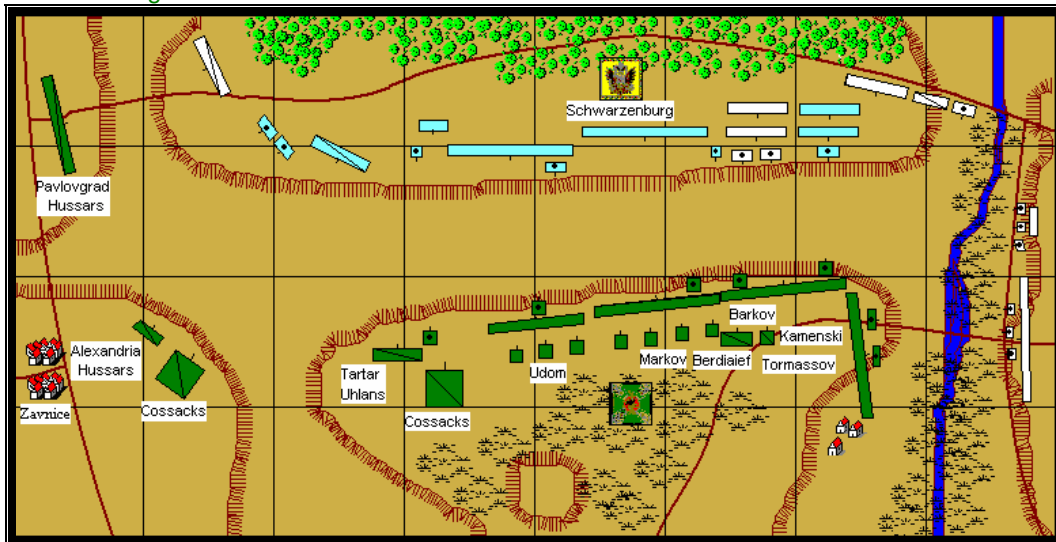 Schwarzenburg
Pavlovgrad
Hussars
Alexandria
Hussars
Cossacks
Zavnice
Tartar
Uhlans
Cossacks
Udom
Markov
Berdiaief
Barkov
Kamenski
Tormassov